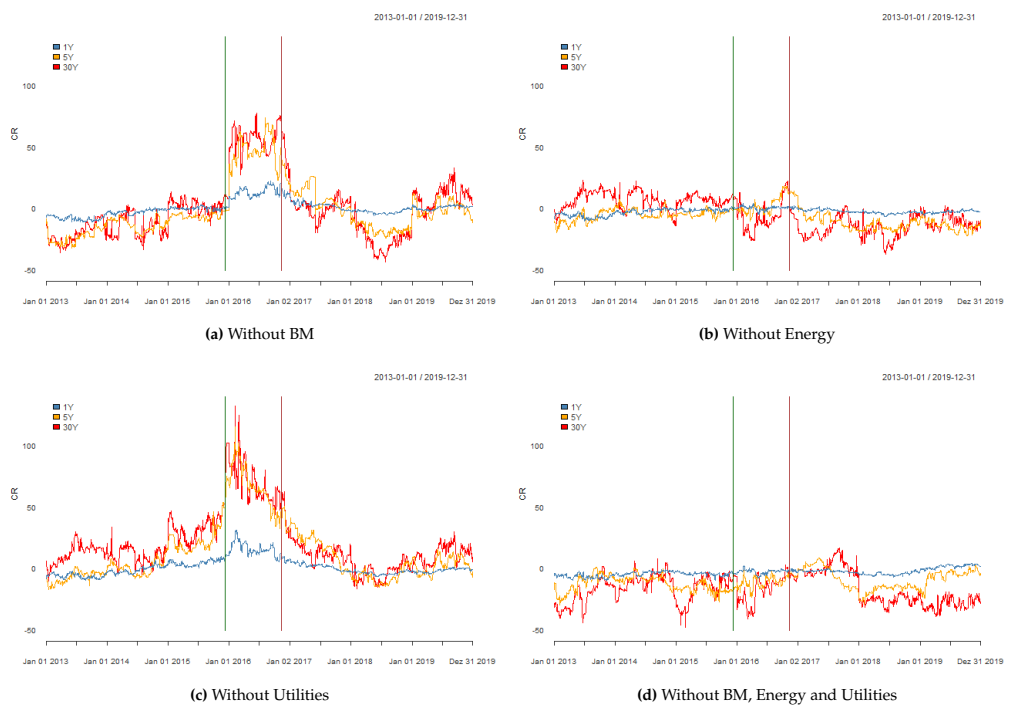 2013-01-01 / 2019-12-31
1Y
5Y
30Y
CR
100
50
0
-50
Jan 01 2013 Jan 01 2014 Jan 01 2015 Jan 01 2016 Jan 02 2017 Jan 01 2018 Jan 01 2019 Dez 31 2019
(a) Without BM
2013-01-01 / 2019-12-31
1Y
5Y
30Y
CR
100
50
0
-50
Jan 01 2013 Jan 01 2014 Jan 01 2015 Jan 01 2016 Jan 02 2017 Jan 01 2018 Jan 01 2019 Dez 31 2019
(b) Without Energy
2013-01-01 / 2019-12-31
1Y
5Y
30Y
CR
100
50
0
-50
Jan 01 2013 Jan 01 2014 Jan 01 2015 Jan 01 2016 Jan 02 2017 Jan 01 2018 Jan 01 2019 Dez 31 2019
(c) Without Utilities
2013-01-01 / 2019-12-31
1Y
5Y
30Y
CR
100
50
0
-50
Jan 01 2013 Jan 01 2014 Jan 01 2015 Jan 01 2016 Jan 02 2017 Jan 01 2018 Jan 01 2019 Dez 31 2019
(d) Without BM, Energy and Utilities